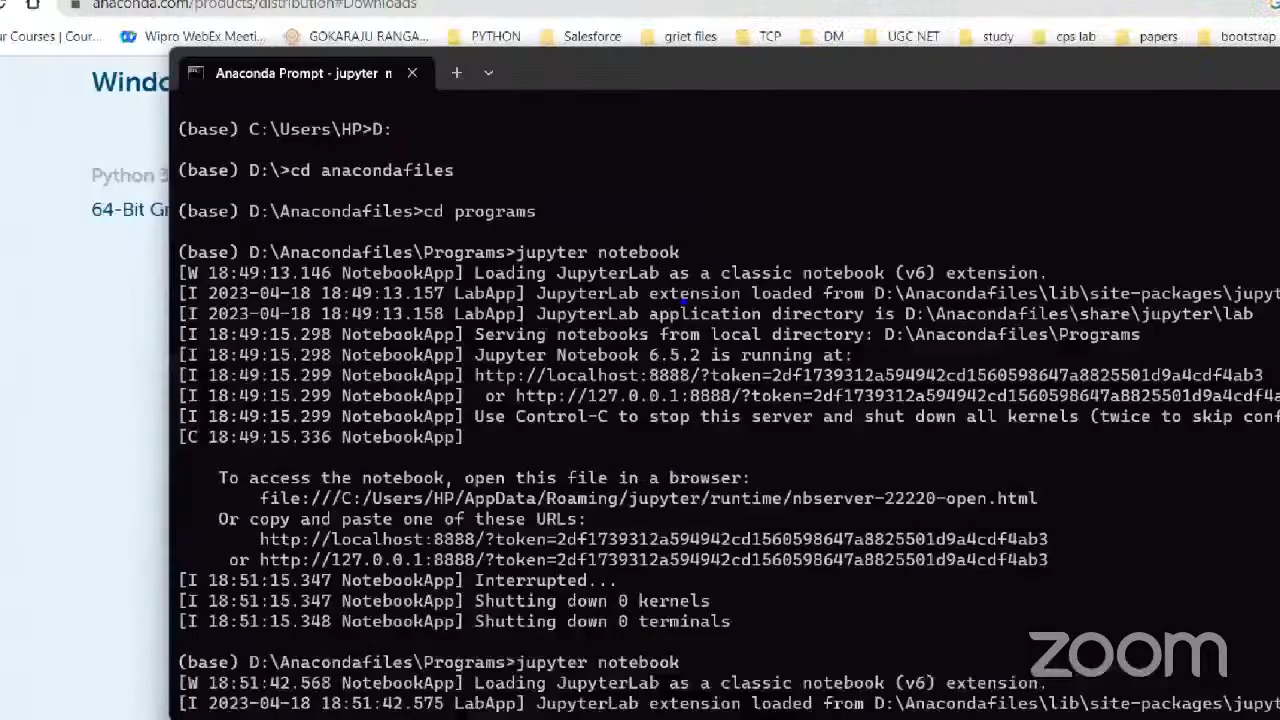 anaconda.com/products/distribution#Downloads
ur Courses | Cour... Wipro WebEx Meeti... GOKARAJU RANGA... PYTHON Salesforce griet files TCP DM UGC NET study cps lab papers bootstrap
Windo
Anaconda Prompt - jupyter n
(base) C:\Users\HP>D:
(base) D:\>cd anacondafiles
Python 3
64-Bit Gr
(base) D:\Anacondafiles>cd programs
(base) D:\Anacondafiles\Programs>jupyter notebook
[W 18:49:13.146 NotebookApp] Loading JupyterLab as a classic notebook (v6) extension.
[I 2023-04-18 18:49:13.157 LabApp] JupyterLab extension loaded from D:\Anacondafiles\lib\site-packages\jupyt
[I 2023-04-18 18:49:13.158 LabApp] JupyterLab application directory is D:\Anacondafiles\share\jupyter\lab
[I 18:49:15.298 NotebookApp] Serving notebooks from local directory: D:\Anacondafiles\Programs
[I 18:49:15.298 NotebookApp] Jupyter Notebook 6.5.2 is running at:
[I 18:49:15.299 NotebookApp] http://localhost:8888/?token=2df1739312a594942cd1560598647a8825501d9a4cdf4ab3
[I 18:49:15.299 NotebookApp]  or http://127.0.0.1:8888/?token=2df1739312a594942cd1560598647a8825501d9a4cdf4a
[I 18:49:15.299 NotebookApp] Use Control-C to stop this server and shut down all kernels (twice to skip conf
[C 18:49:15.336 NotebookApp]
To access the notebook, open this file in a browser:
file:///C:/Users/HP/AppData/Roaming/jupyter/runtime/nbserver-22220-open.html
Or copy and paste one of these URLs:
http://localhost:8888/?token=2df1739312a594942cd1560598647a8825501d9a4cdf4ab3
or http://127.0.0.1:8888/?token=2df1739312a594942cd1560598647a8825501d9a4cdf4ab3
[I 18:51:15.347 NotebookApp] Interrupted...
[I 18:51:15.347 NotebookApp] Shutting down 0 kernels
[I 18:51:15.348 NotebookApp] Shutting down 0 terminals
(base) D:\Anacondafiles\Programs>jupyter notebook
[W 18:51:42.568 NotebookApp] Loading JupyterLab as a classic notebook (v6) extension.
[I 2023-04-18 18:51:42.575 LabApp] JupyterLab extension loaded from D:\Anacondafiles\lib\site-packages\jupyt
zoom